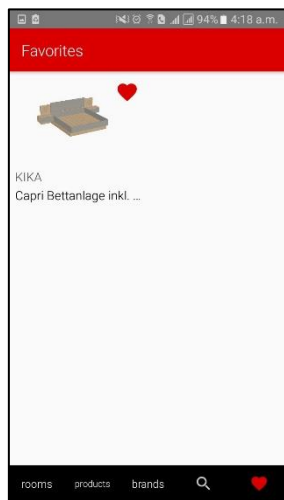 94% 4:18 a.m.
Favorites
KIKA
Capri Bettanlage inkl. ...
rooms products brands